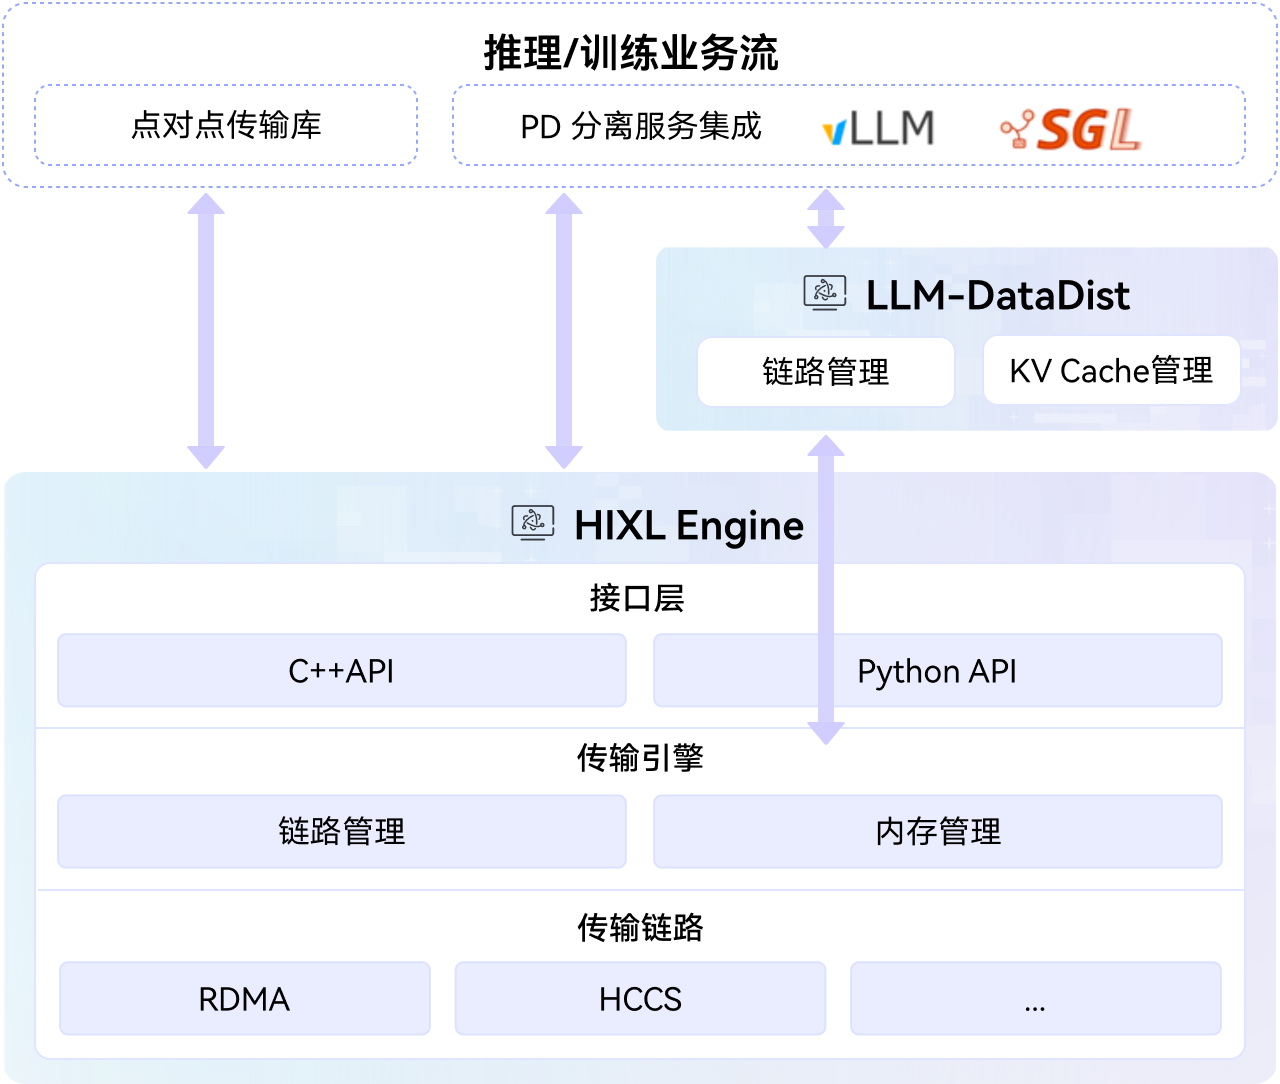 推理/训练业务流
点对点传输库
PD 分离服务集成
vLLM
SGL
LLM-DataDist
链路管理
KV Cache管理
HIXL Engine
接口层
C++API
Python API
传输引擎
链路管理
内存管理
传输链路
RDMA
HCCS
...